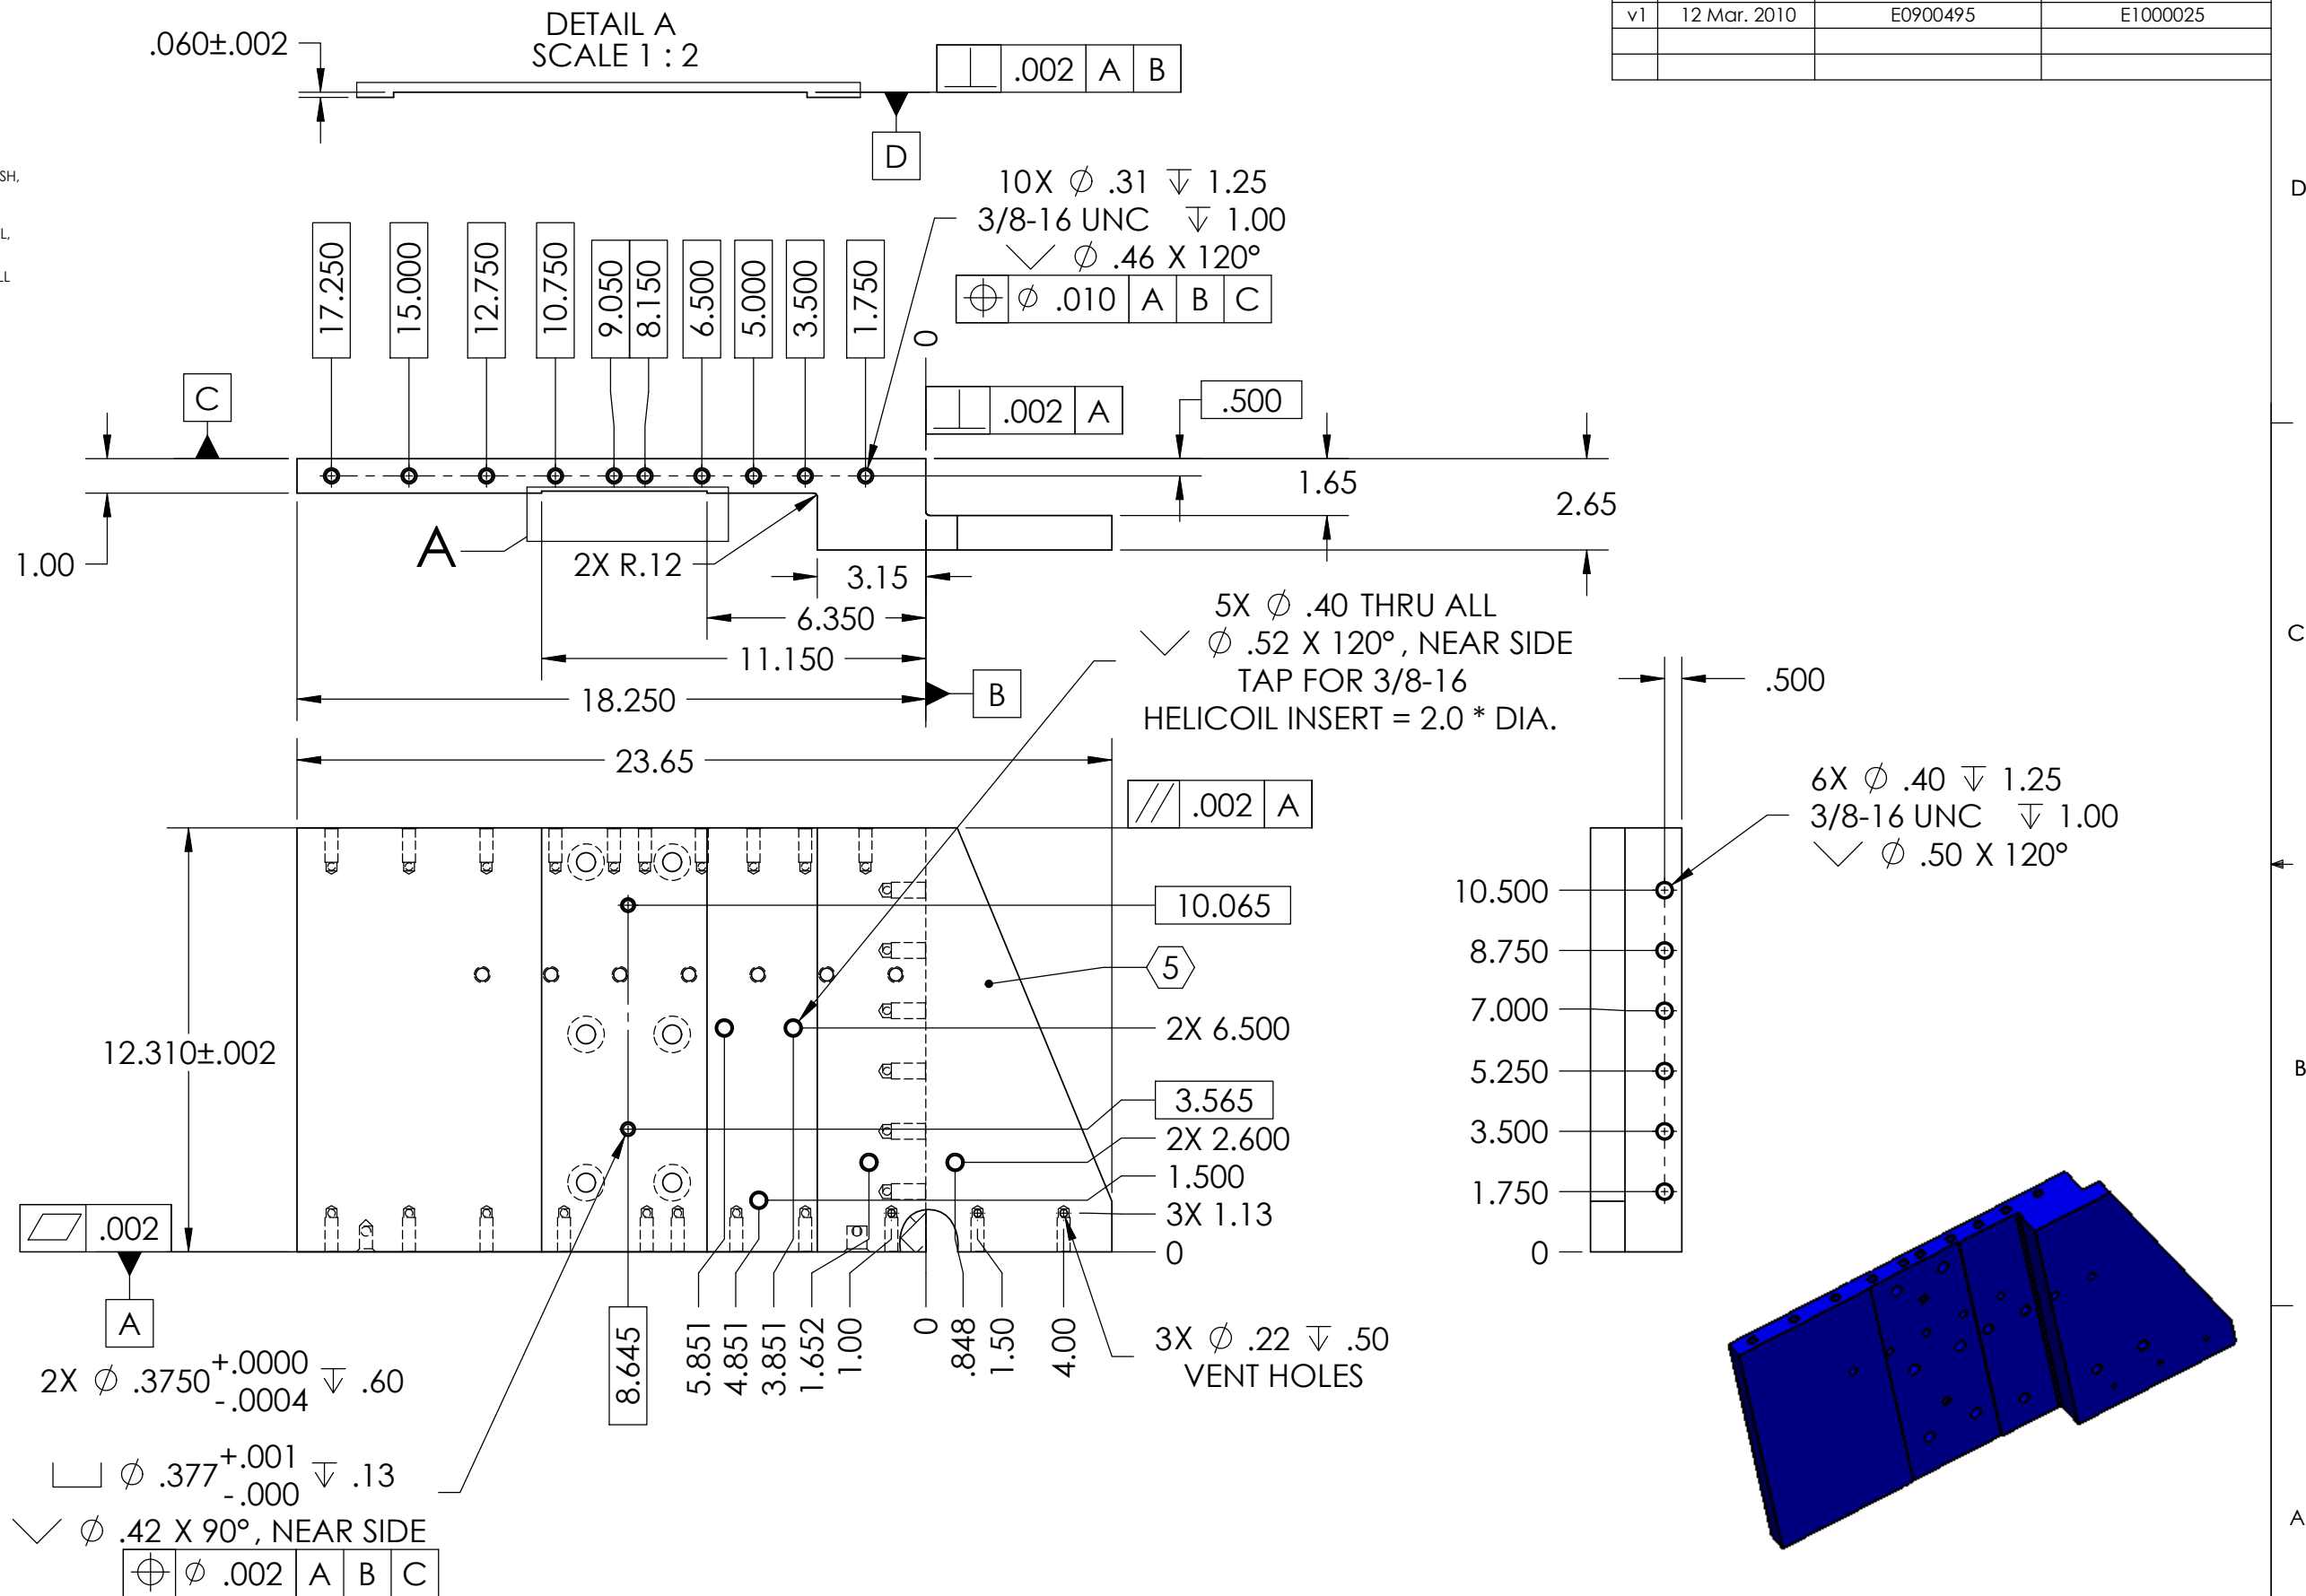 v1 12 Mar. 2010 E0900495 E1000025
DETAIL A
SCALE 1 : 2
.060±.002
⊥ .002 A B
D
SH,
L,
LL
D
10X ⌀ .31 ↧ 1.25
3/8-16 UNC ↧ 1.00
⌵ ⌀ .46 X 120°
⌖ ⌀ .010 A B C
17.250 15.000 12.750 10.750 9.050 8.150 6.500 5.000 3.500 1.750 0
C
⊥ .002 A
.500
1.65
2.65
1.00
A
2X R.12
3.15
6.350
11.150
18.250
B
23.65
5X ⌀ .40 THRU ALL
⌵ ⌀ .52 X 120° , NEAR SIDE
TAP FOR 3/8-16
HELICOIL INSERT = 2.0 * DIA.
C
.500
// .002 A
6X ⌀ .40 ↧ 1.25
3/8-16 UNC ↧ 1.00
⌵ ⌀ .50 X 120°
12.310±.002
10.065
5
2X 6.500
3.565
2X 2.600
1.500
3X 1.13
0
10.500
8.750
7.000
5.250
3.500
1.750
0
B
⏥ .002
A
8.645 5.851 4.851 3.851 1.652 1.00 0 .848 1.50 4.00
3X ⌀ .22 ↧ .50
VENT HOLES
2X ⌀ .3750 +.0000 -.0004 ↧ .60
⌴ ⌀ .377 +.001 -.000 ↧ .13
⌵ ⌀ .42 X 90° , NEAR SIDE
⌖ ⌀ .002 A B C
A